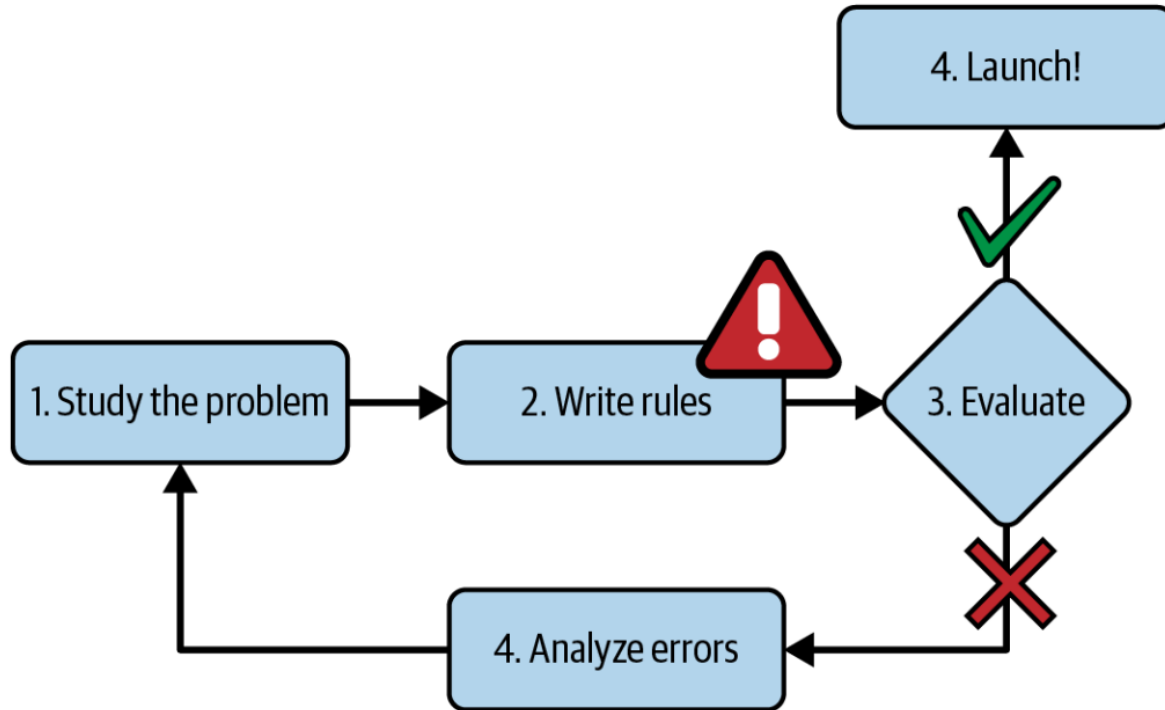 4. Launch!
1. Study the problem
2. Write rules
3. Evaluate
4. Analyze errors